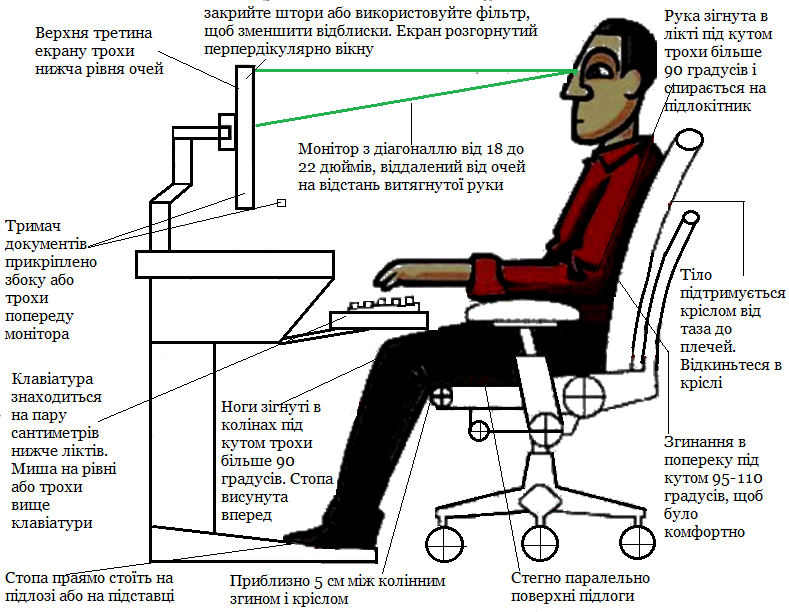 закрийте штори або використовуйте фільтр,
щоб зменшити відблиски. Екран розгорнутий
перпердікулярно вікну
Верхня третина
екрану трохи
нижча рівня очей
Рука зігнута в
лікті під кутом
трохи більше
90 градусів і
спирається на
підлокітник
Монітор з діагоналлю від 18 до
22 дюймів, віддалений від очей
на відстань витягнутої руки
Тримач
документів
прикріплено
збоку або
трохи
попереду
монітора
Тіло
підтримується
кріслом від
таза до
плечей.
Відкиньтеся в
кріслі
Клавіатура
знаходиться
на пару
сантиметрів
нижче ліктів.
Миша на рівні
або трохи
вище
клавіатури
Ноги зігнуті в
колінах під
кутом трохи
більше 90
градусів. Стопа
висунута
вперед
Згинання в
попереку під
кутом 95-110
градусів, щоб
було
комфортно
Стопа праямо стоїть на
підлозі або на підставці
Приблизно 5 см між колінним
згином і кріслом
Стегно паралельно
поверхні підлоги